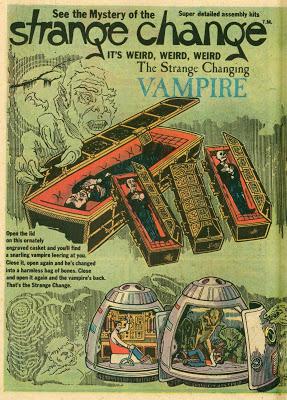 See the Mystery of the
Super detailed assembly kits
strange change
T.M.
IT'S WEIRD, WEIRD, WEIRD
The Strange Changing
VAMPIRE
Open the lid
on this ornately
engraved casket and you'll find
a snarling vampire leering at you.
Close it, open again and he's changed
into a harmless bag of bones. Close
and open it again and the vampire's back.
That's the Strange Change.